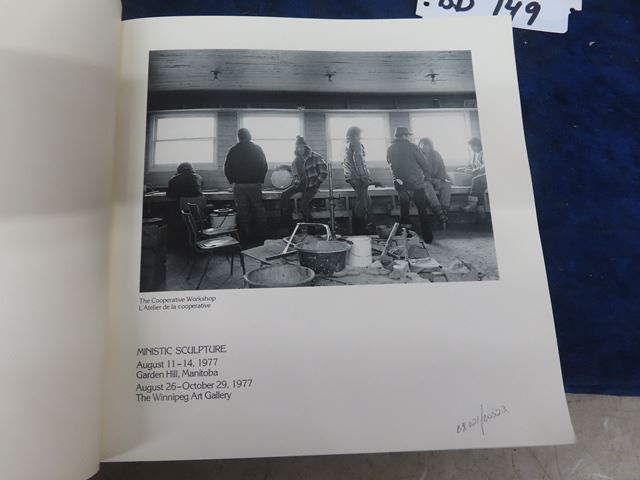 149
The Cooperative Workshop
L'Atelier de la cooperative
MINISTIC SCULPTURE
August 11–14, 1977
Garden Hill, Manitoba
August 26–October 29, 1977
The Winnipeg Art Gallery